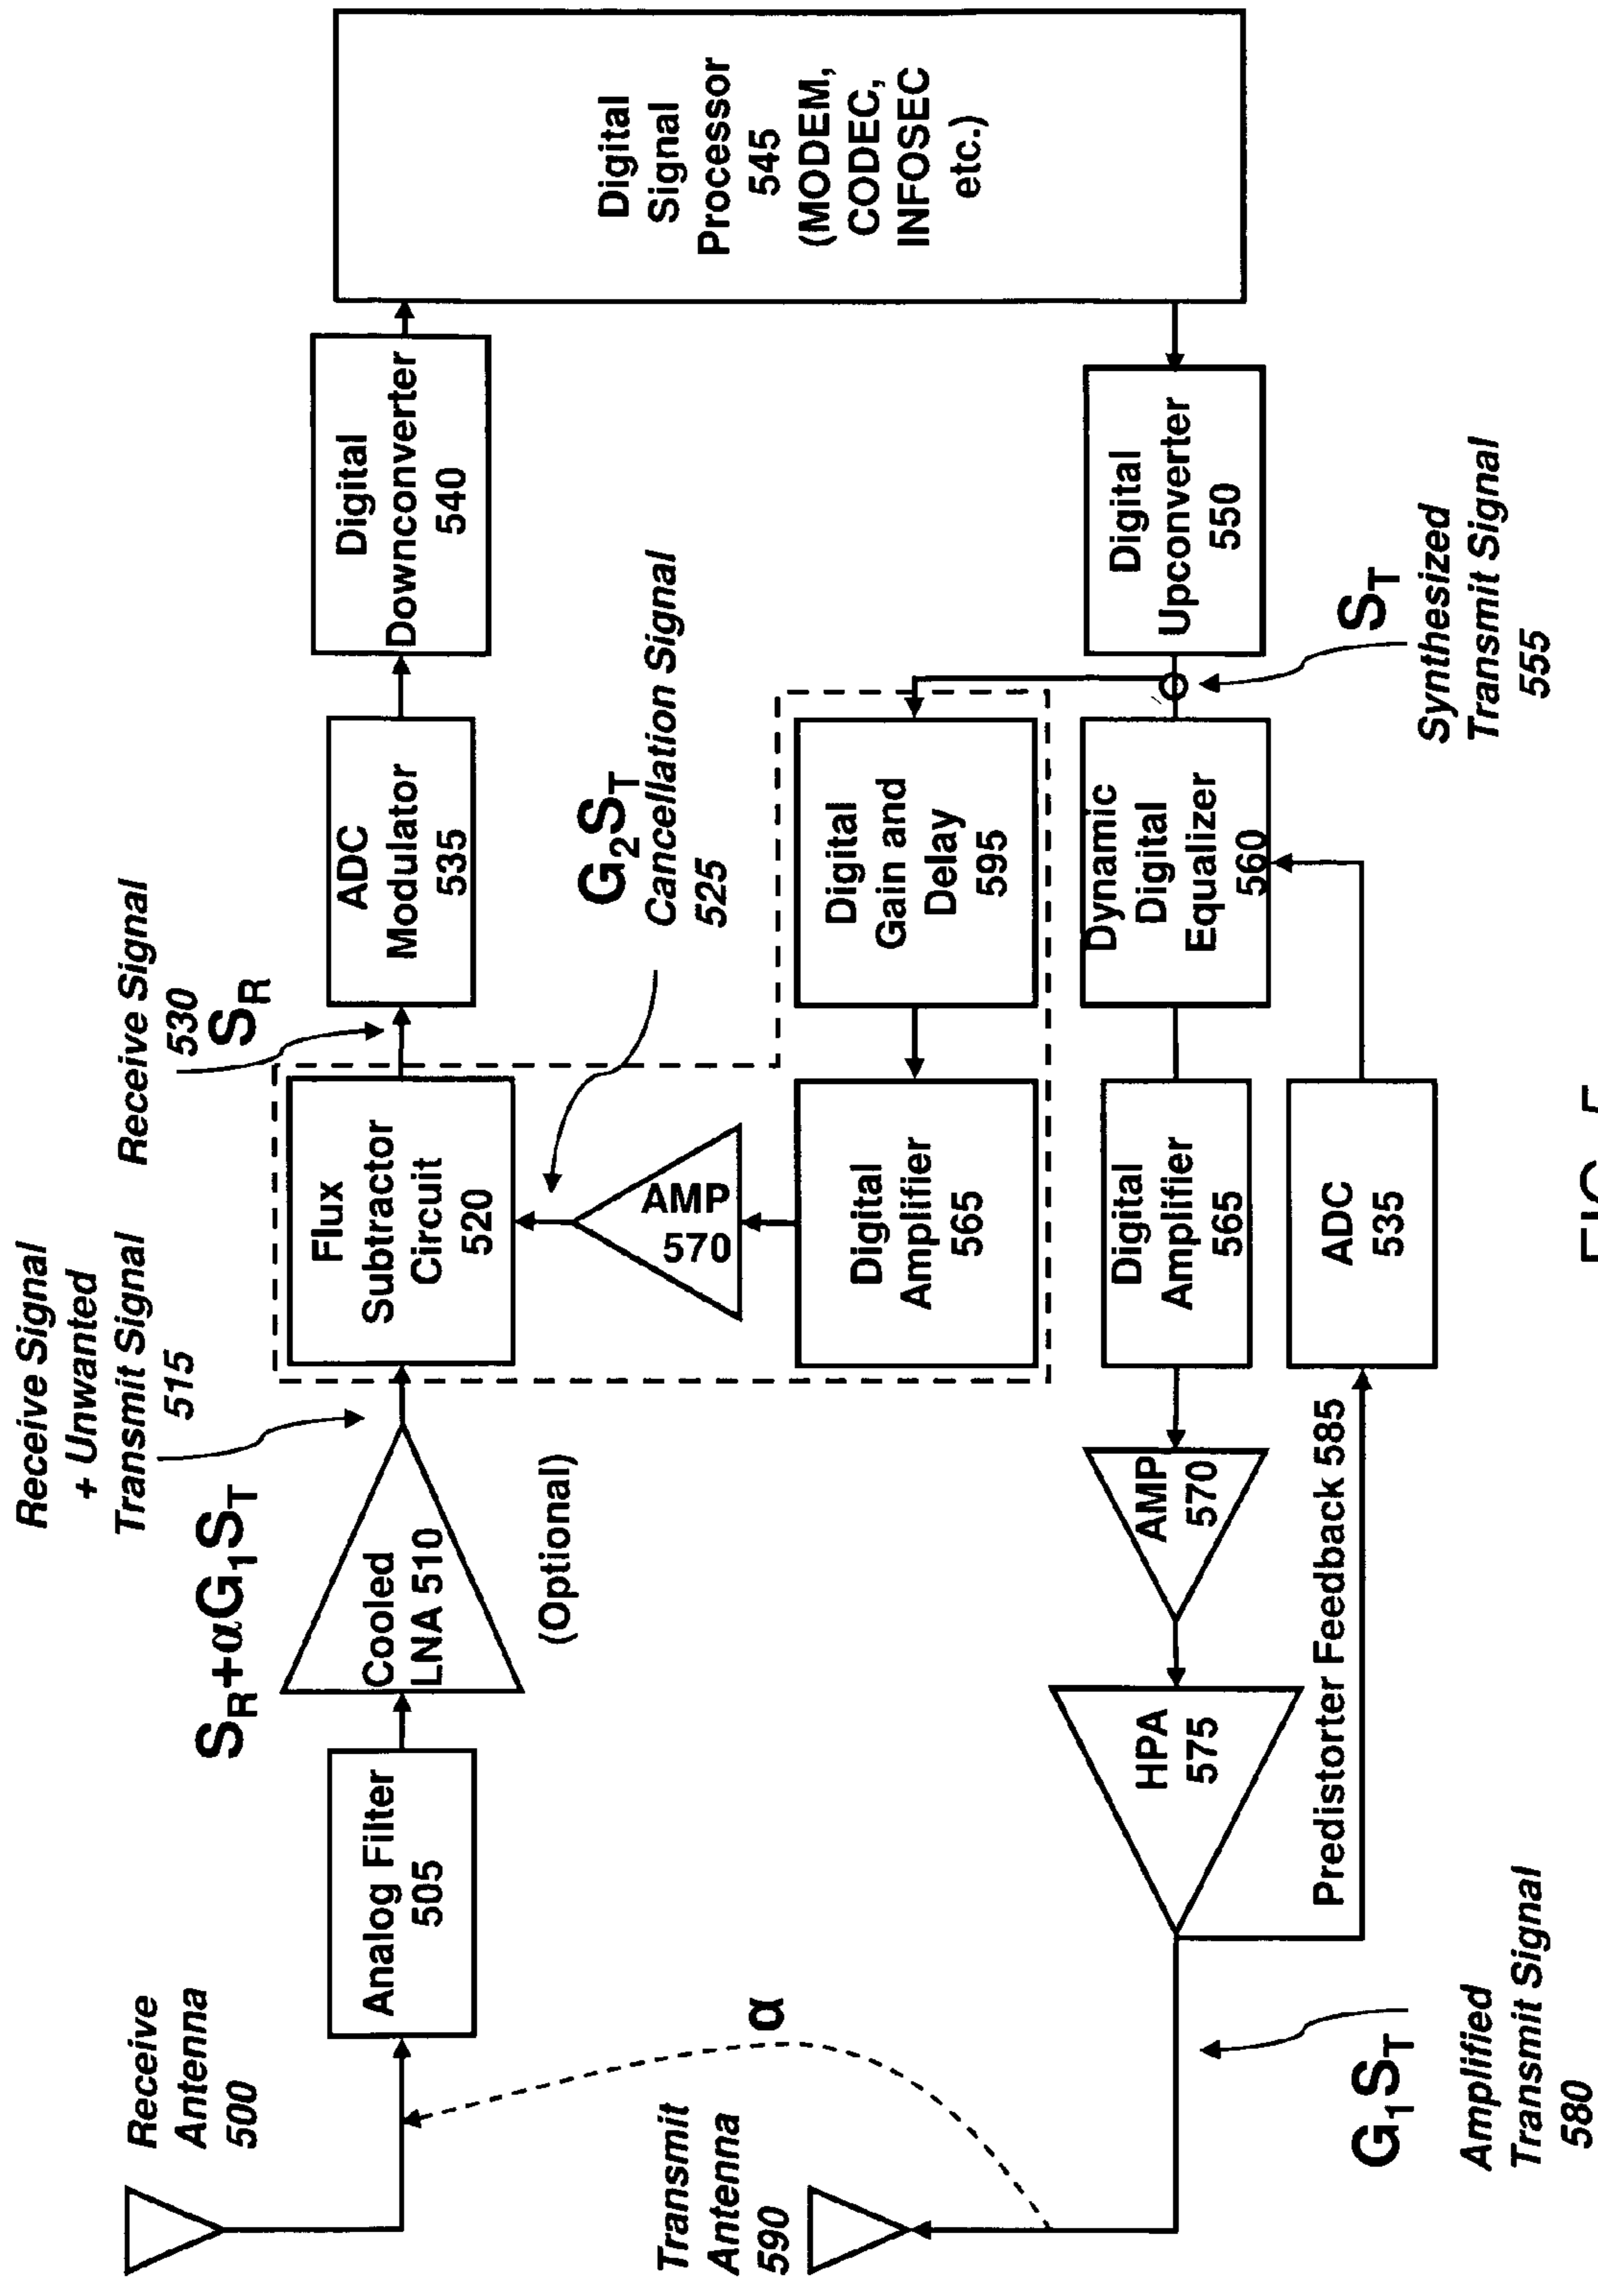 Receive
Antenna
500
Analog Filter
505
S_R+αG_1S_T
Receive Signal
+ Unwanted
Transmit Signal
515
Cooled
LNA 510
(Optional)
Flux
Subtractor
Circuit
520
Receive Signal
530
S_R
ADC
Modulator
535
Digital
Downconverter
540
Digital
Signal
Processor
545
(MODEM,
CODEC,
INFOSEC
etc.)
G_2S_T
Cancellation Signal
525
AMP
570
Digital
Amplifier
565
Digital
Gain and
Delay
595
α
Transmit
Antenna
590
HPA
575
AMP
570
Digital
Amplifier
565
Dynamic
Digital
Equalizer
560
Digital
Upconverter
550
Predistorter Feedback 585
ADC
535
G_1S_T
Amplified
Transmit Signal
580
S_T
Synthesized
Transmit Signal
555